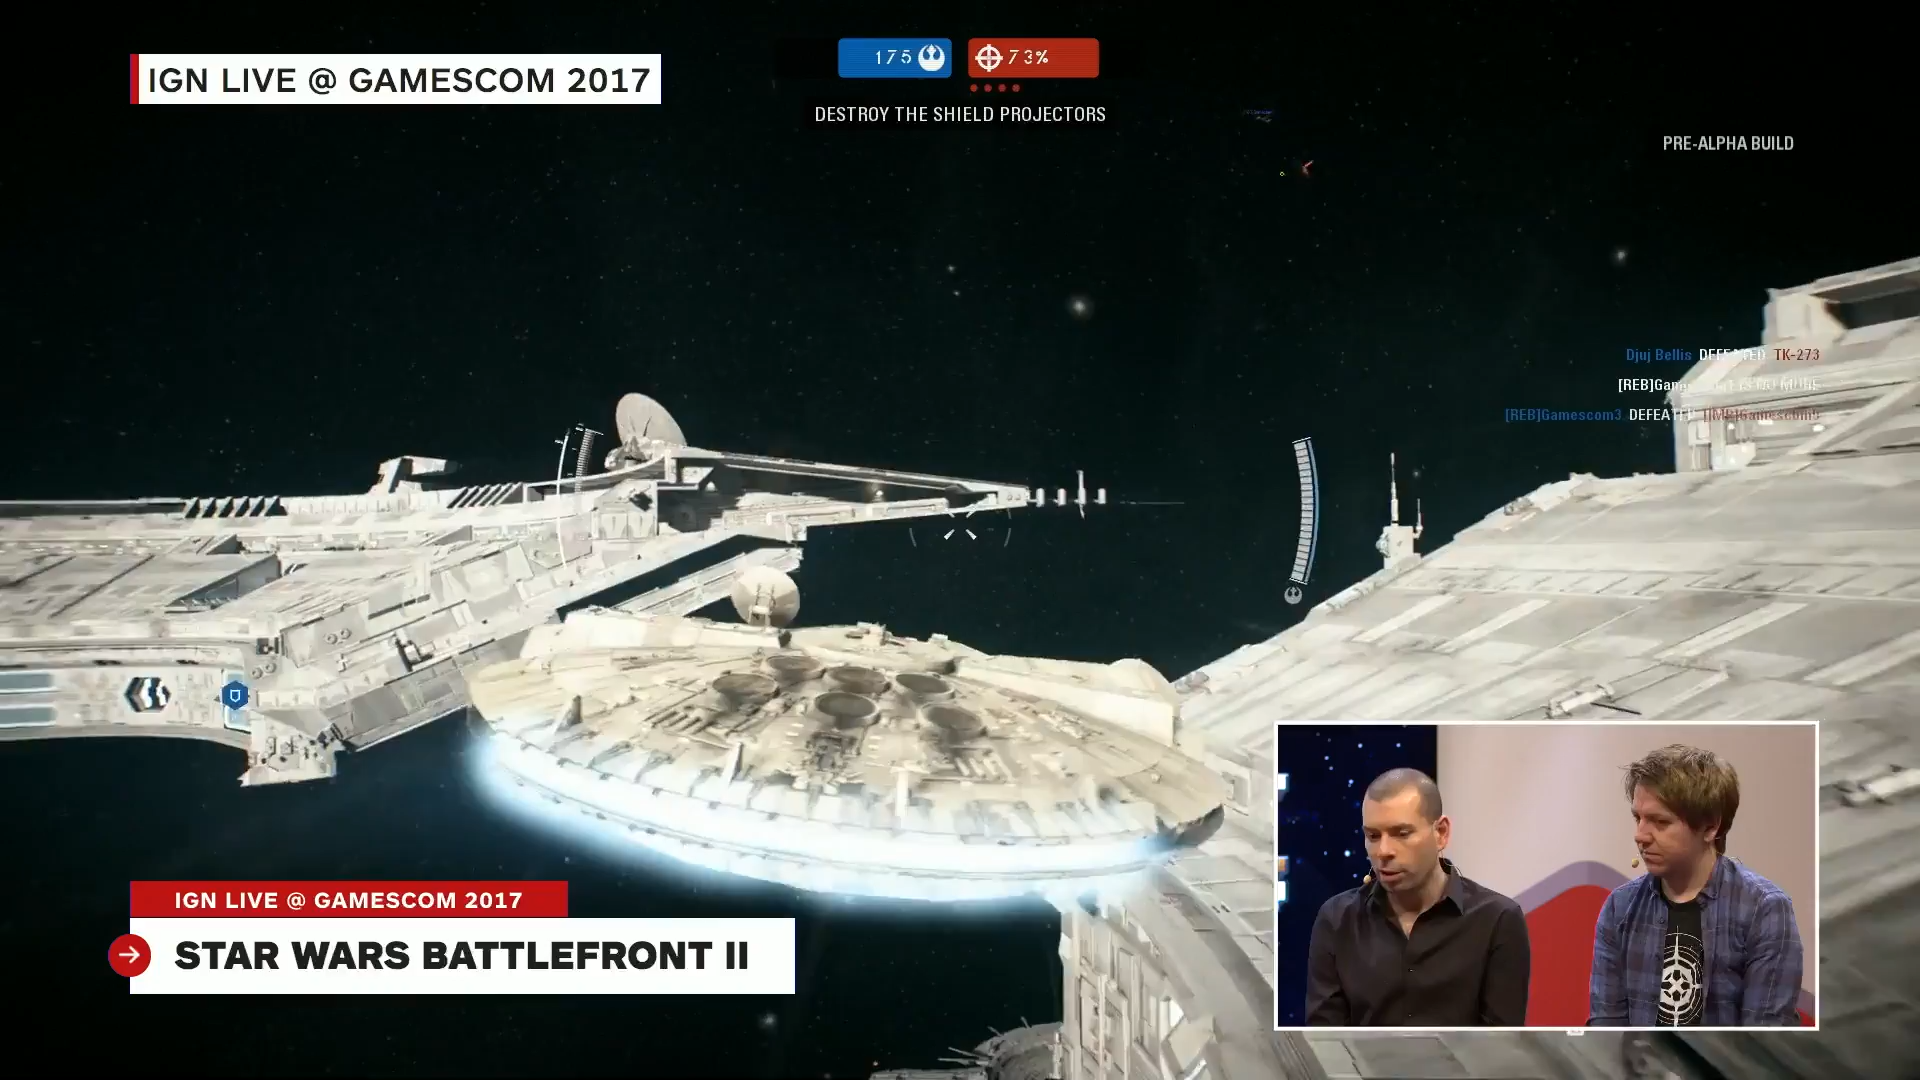 IGN LIVE @ GAMESCOM 2017
175
73%
DESTROY THE SHIELD PROJECTORS
PRE-ALPHA BUILD
Djuj Bellis DEFEATED TK-273
[REB]Gamescom3 DEFEATED
IGN LIVE @ GAMESCOM 2017
STAR WARS BATTLEFRONT II